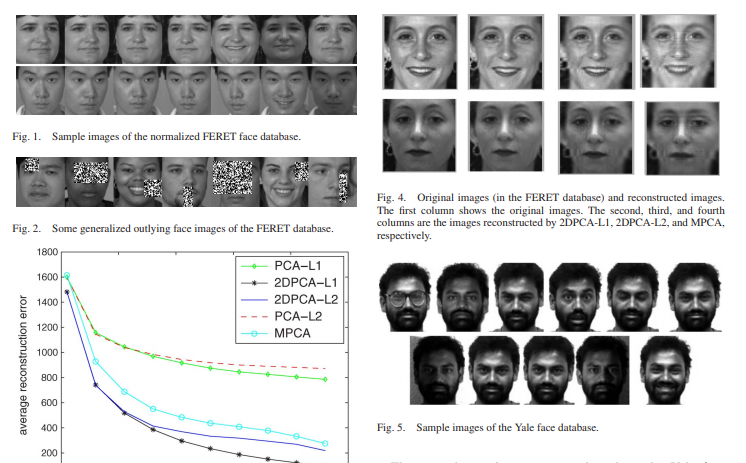 Fig. 1. Sample images of the normalized FERET face database.
Fig. 2. Some generalized outlying face images of the FERET database.
1800
1600
1400
1200
1000
800
600
400
200
average reconstruction error
PCA-L1
2DPCA-L1
2DPCA-L2
PCA-L2
MPCA
Fig. 4. Original images (in the FERET database) and reconstructed images.
The first column shows the original images. The second, third, and fourth
columns are the images reconstructed by 2DPCA-L1, 2DPCA-L2, and MPCA,
respectively.
Fig. 5. Sample images of the Yale face database.